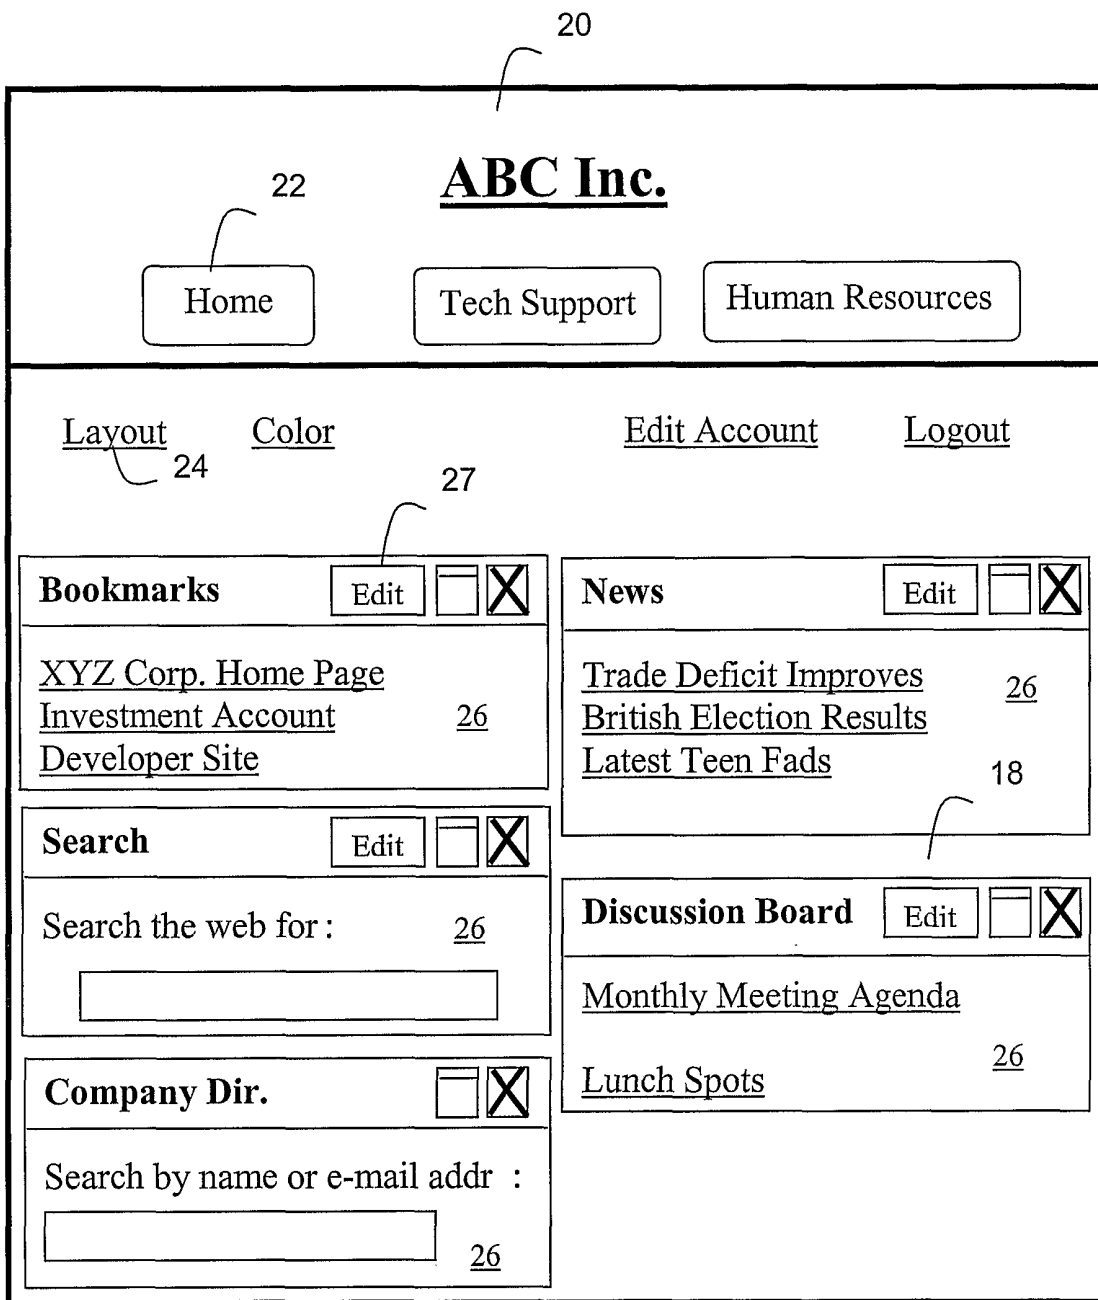 20
ABC Inc.
22
Home
Tech Support
Human Resources
Layout
Color
Edit Account
Logout
24
27
Bookmarks
Edit
X
XYZ Corp. Home Page
Investment Account
26
Developer Site
News
Edit
X
Trade Deficit Improves
26
British Election Results
Latest Teen Fads
18
Search
Edit
X
Search the web for :
26
Discussion Board
Edit
X
Monthly Meeting Agenda
26
Lunch Spots
Company Dir.
X
Search by name or e-mail addr :
26